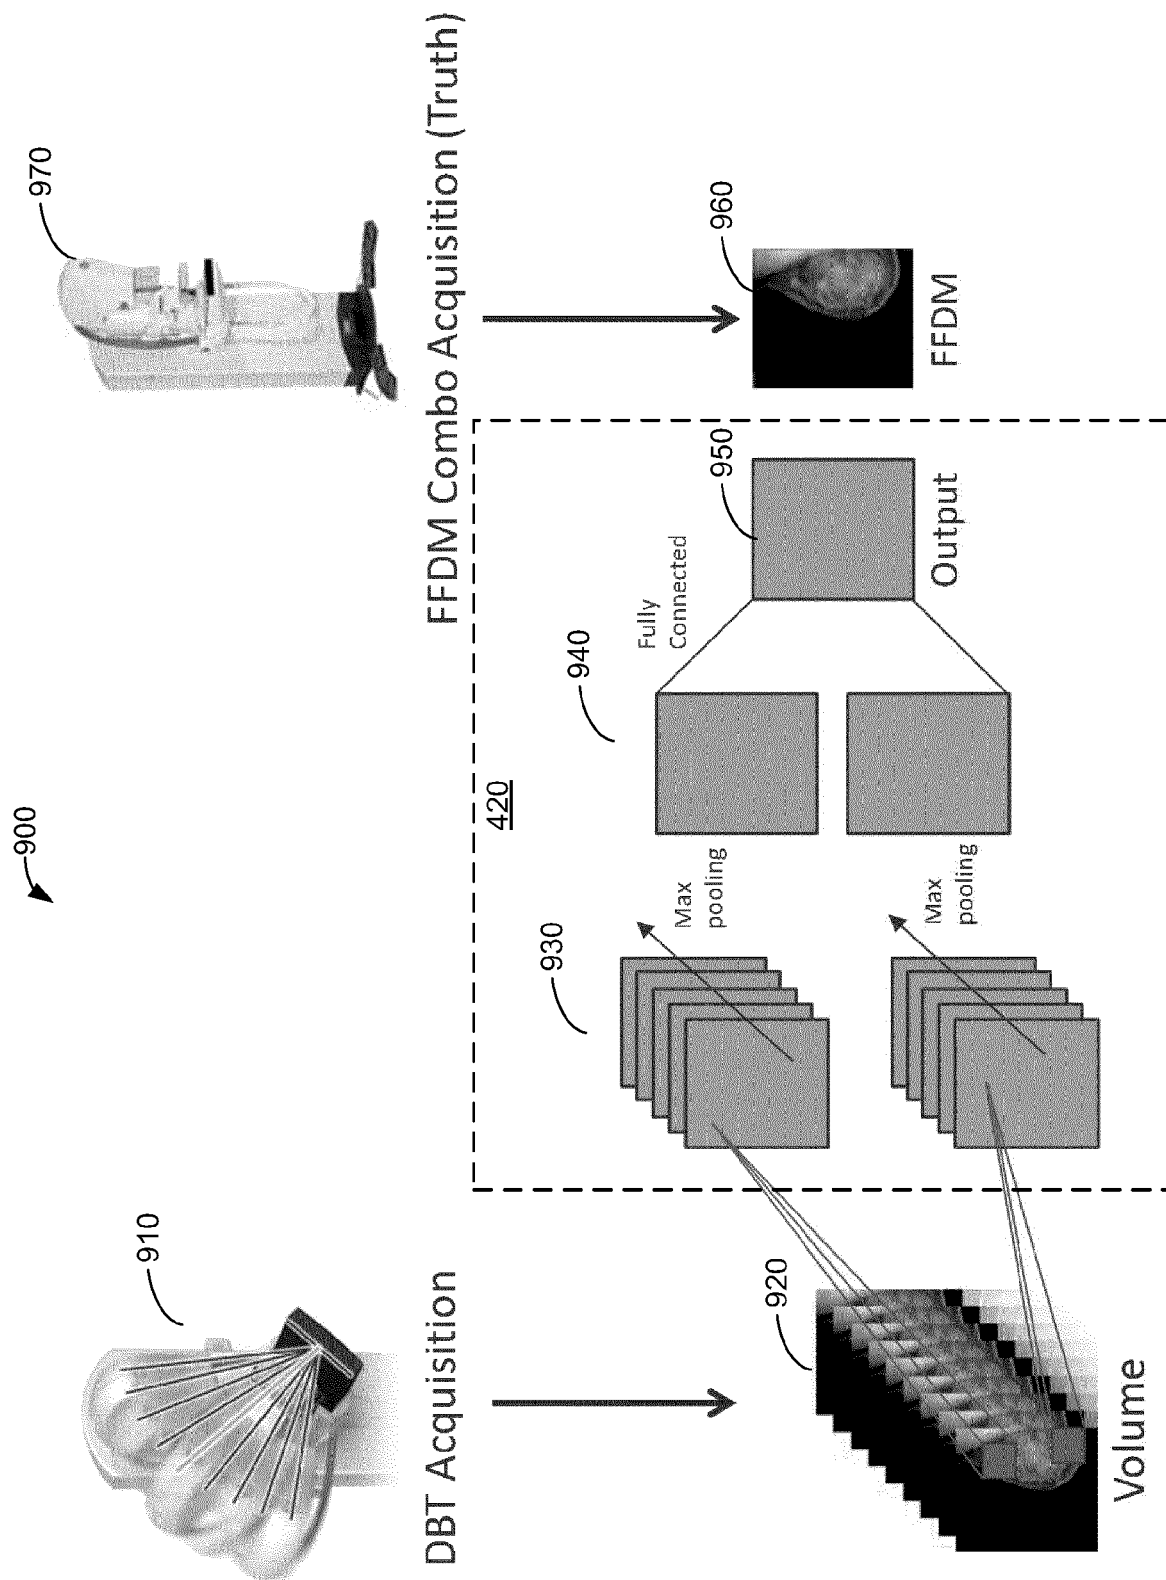 900
910
DBT Acquisition
920
Volume
420
930
Max
pooling
Max
pooling
940
Fully
Connected
950
Output
970
FFDM Combo Acquisition (Truth)
960
FFDM